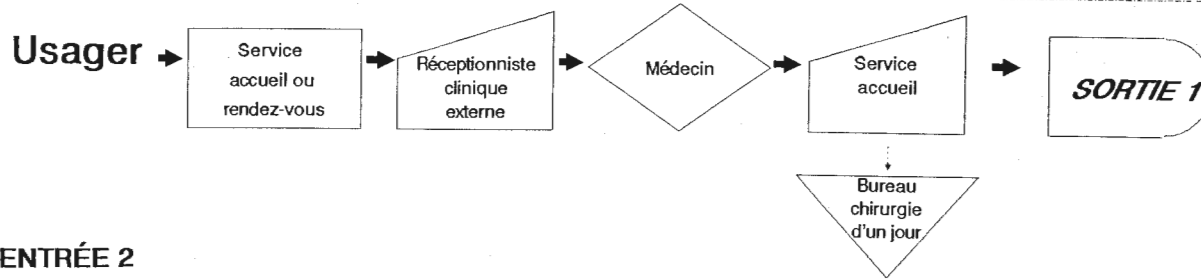 Usager
Service
accueil ou
rendez-vous
Réceptionniste
clinique
externe
Médecin
Service
accueil
SORTIE 1
Bureau
chirurgie
d'un jour
ENTRÉE 2